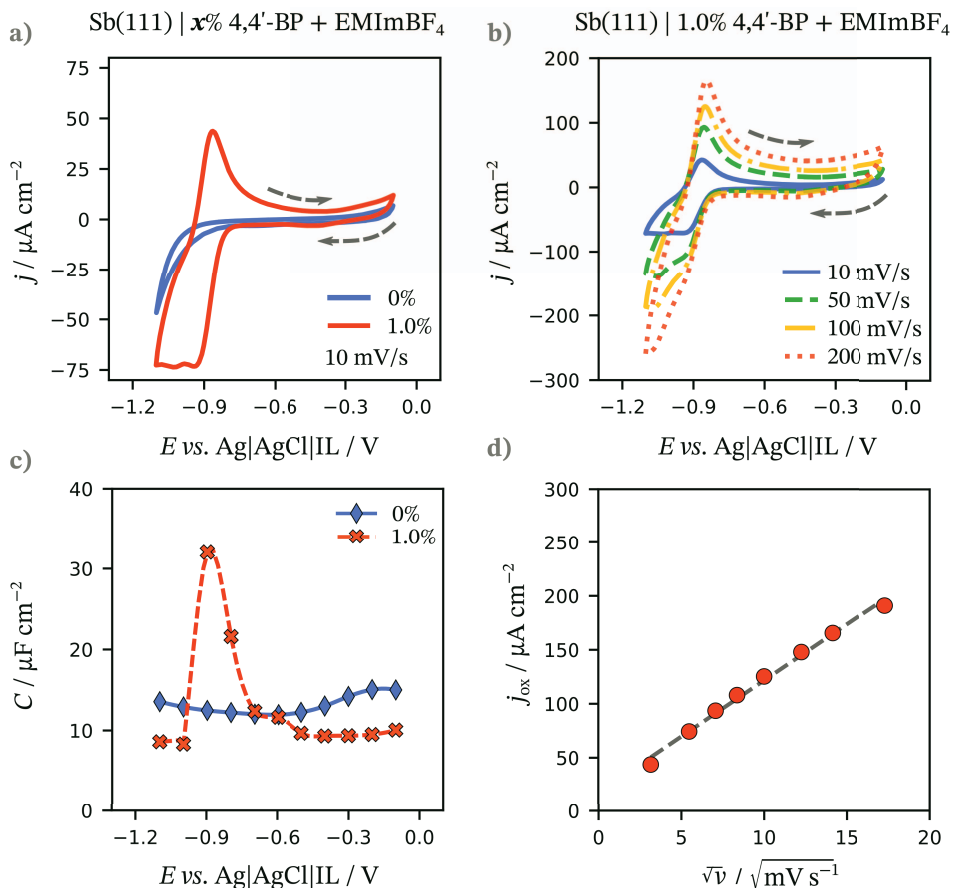 a)
Sb(111) | x% 4,4′-BP + EMImBF₄
75
50
25
0
−25
−50
−75
j / μA cm⁻²
0%
1.0%
10 mV/s
−1.2 −0.9 −0.6 −0.3 0.0
E vs. Ag|AgCl|IL / V
b)
Sb(111) | 1.0% 4,4′-BP + EMImBF₄
200
100
0
−100
−200
−300
j / μA cm⁻²
10 mV/s
50 mV/s
100 mV/s
200 mV/s
−1.2 −0.9 −0.6 −0.3 0.0
E vs. Ag|AgCl|IL / V
c)
40
30
20
10
0
C / μF cm⁻²
0%
1.0%
−1.2 −0.9 −0.6 −0.3 0.0
E vs. Ag|AgCl|IL / V
d)
300
250
200
150
100
50
0
jₒₓ / μA cm⁻²
0 5 10 15 20
√v / √mV s⁻¹